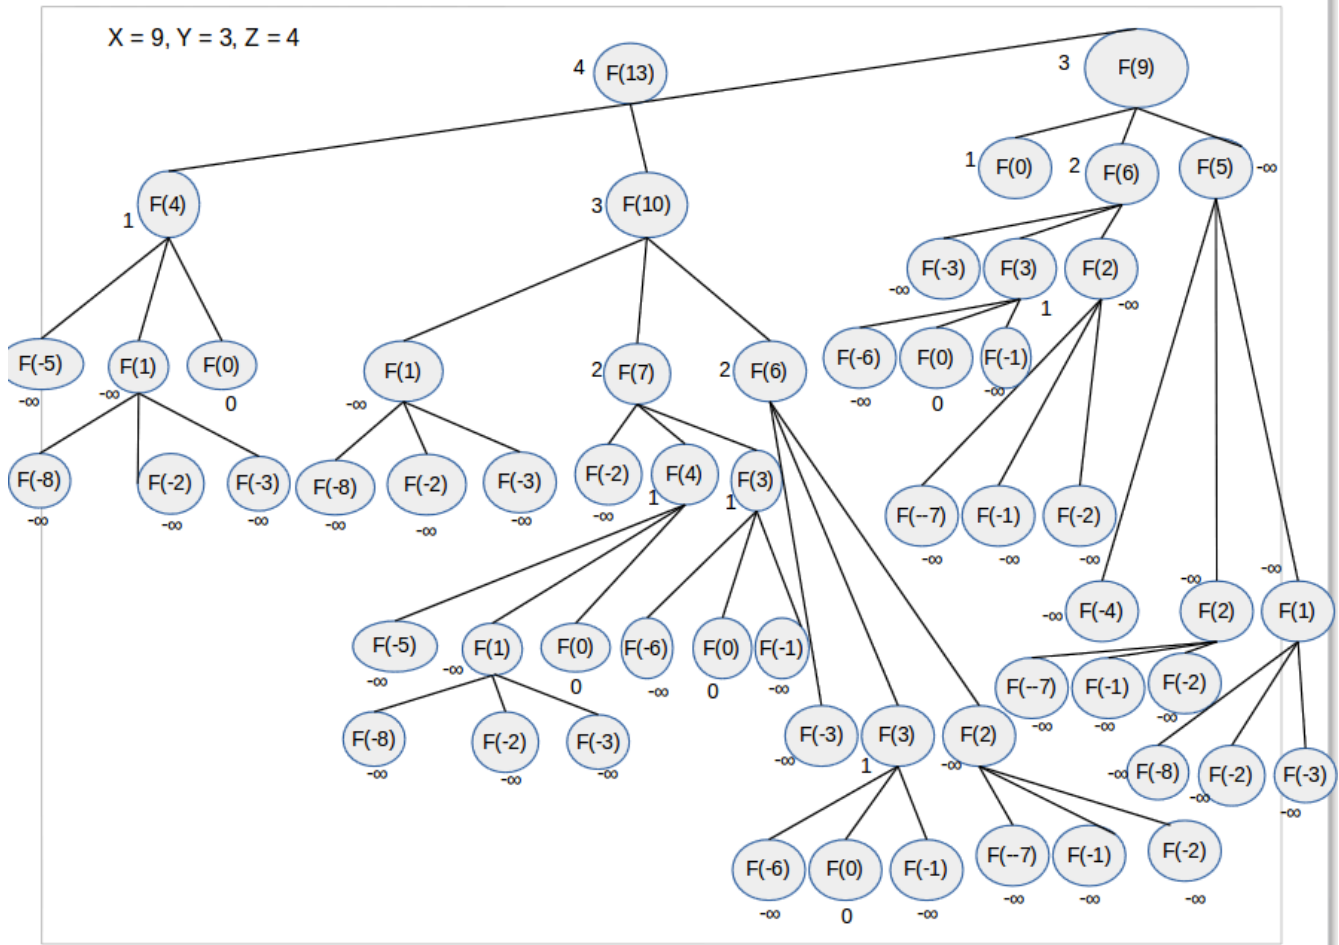 X = 9, Y = 3, Z = 4
4 F(13) 3 F(9)
1 F(0) 2 F(6) F(5) -∞
1 F(4) 3 F(10)
F(-3) F(3) F(2)
-∞ 1 -∞
F(-5) F(1) F(0) F(1) 2 F(7) 2 F(6) F(-6) F(0) F(-1)
-∞ -∞ 0 -∞ -∞ 0 -∞
F(-8) F(-2) F(-3) F(-8) F(-2) F(-3) F(-2) F(4) F(3)
-∞ -∞ -∞ -∞ -∞ -∞ -∞ 1 1
F(--7) F(-1) F(-2)
-∞ -∞ -∞
-∞ -∞
-∞ F(-4) F(2) F(1)
F(-5) F(1) F(0) F(-6) F(0) F(-1)
-∞ -∞ 0 -∞ 0 -∞
F(--7) F(-1) F(-2)
-∞ -∞ -∞
F(-8) F(-2) F(-3) F(-3) F(3) F(2)
-∞ -∞ -∞ -∞ 1 -∞
F(-8) F(-2) F(-3)
-∞ -∞ -∞
F(-6) F(0) F(-1) F(--7) F(-1) F(-2)
-∞ 0 -∞ -∞ -∞ -∞